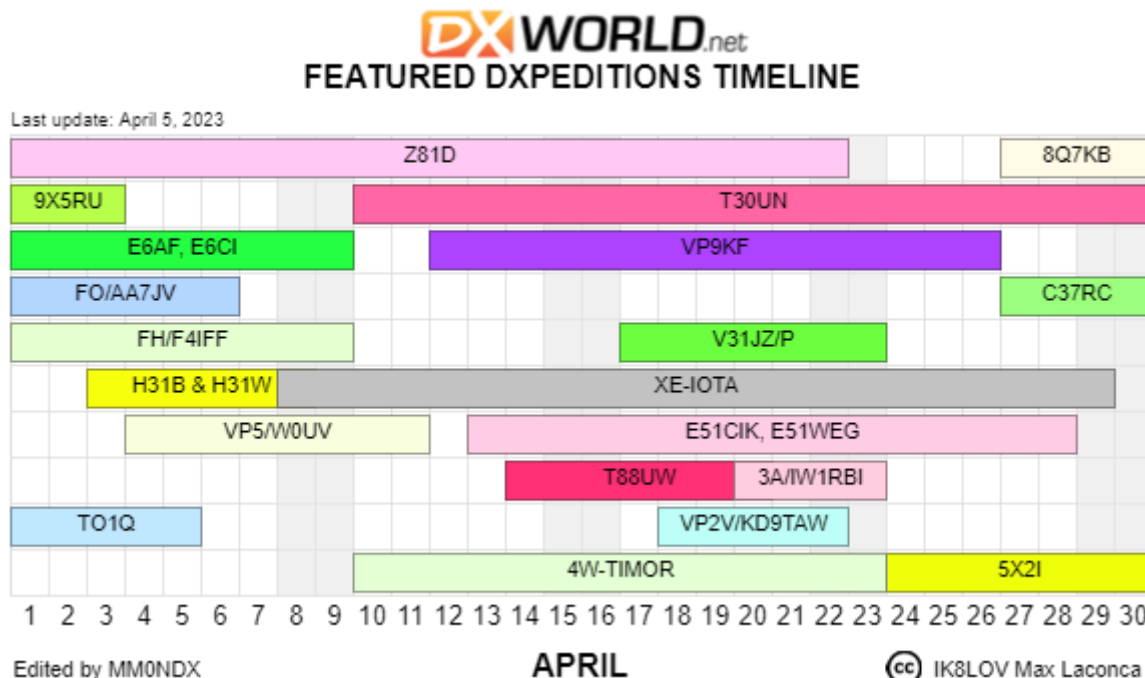 DX WORLD.net
FEATURED DXPEDITIONS TIMELINE
Last update: April 5, 2023
Z81D 8Q7KB
9X5RU T30UN
E6AF, E6CI VP9KF
FO/AA7JV C37RC
FH/F4IFF V31JZ/P
H31B & H31W XE-IOTA
VP5/W0UV E51CIK, E51WEG
T88UW 3A/IW1RBI
TO1Q VP2V/KD9TAW
4W-TIMOR 5X2I
1 2 3 4 5 6 7 8 9 10 11 12 13 14 15 16 17 18 19 20 21 22 23 24 25 26 27 28 29 30
Edited by MM0NDX APRIL cc IK8LOV Max Laconca